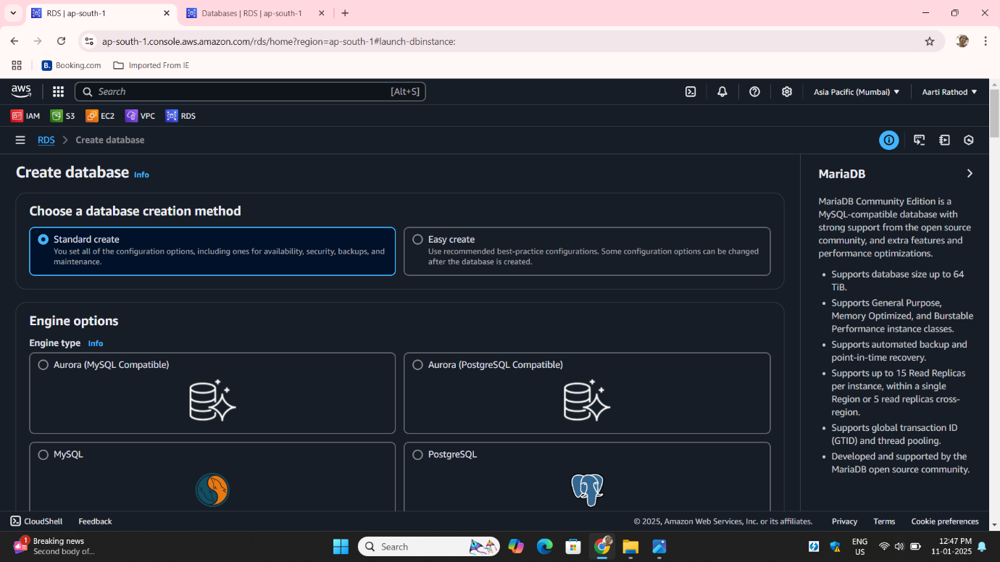 RDS | ap-south-1
Databases | RDS | ap-south-1
ap-south-1.console.aws.amazon.com/rds/home?region=ap-south-1#launch-dbinstance:
B. Booking.com
Imported From IE
aws
Search [Alt+S]
Asia Pacific (Mumbai)
Aarti Rathod
IAM S3 EC2 VPC RDS
RDS > Create database
Create database Info
Choose a database creation method
Standard create
You set all of the configuration options, including ones for availability, security, backups, and
maintenance.
Easy create
Use recommended best-practice configurations. Some configuration options can be changed
after the database is created.
Engine options
Engine type Info
Aurora (MySQL Compatible)
Aurora (PostgreSQL Compatible)
MySQL
PostgreSQL
MariaDB
MariaDB Community Edition is a
MySQL-compatible database with
strong support from the open source
community, and extra features and
performance optimizations.
• Supports database size up to 64
TiB.
• Supports General Purpose,
Memory Optimized, and Burstable
Performance instance classes.
• Supports automated backup and
point-in-time recovery.
• Supports up to 15 Read Replicas
per instance, within a single
Region or 5 read replicas cross-
region.
• Supports global transaction ID
(GTID) and thread pooling.
• Developed and supported by the
MariaDB open source community.
CloudShell Feedback
© 2025, Amazon Web Services, Inc. or its affiliates. Privacy Terms Cookie preferences
1
Breaking news
Second body of...
Search
ENG
US
12:47 PM
11-01-2025